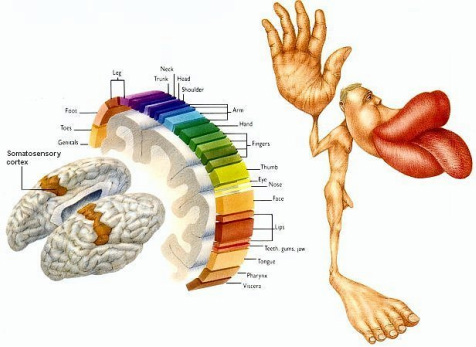 Leg
Neck
Trunk
Head
Shoulder
Arm
Hand
Fingers
Thumb
Eye
Nose
Face
Lips
Teeth, gums, jaw
Tongue
Pharynx
Viscera
Foot
Toes
Genitals
Somatosensory
cortex